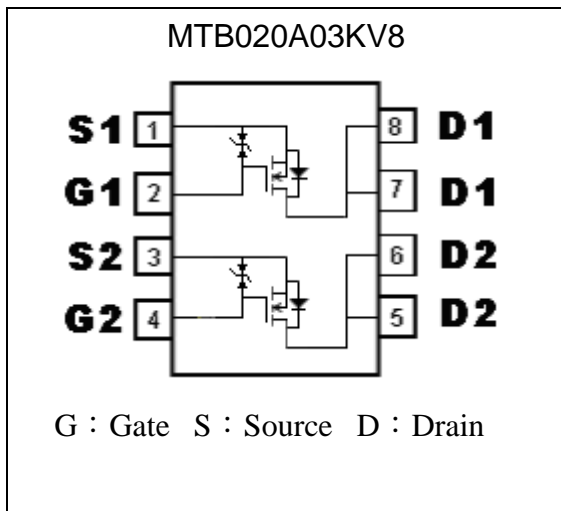 MTB020A03KV8
S1 1 8 D1
G1 2 7 D1
S2 3 6 D2
G2 4 5 D2
G：Gate S：Source D：Drain